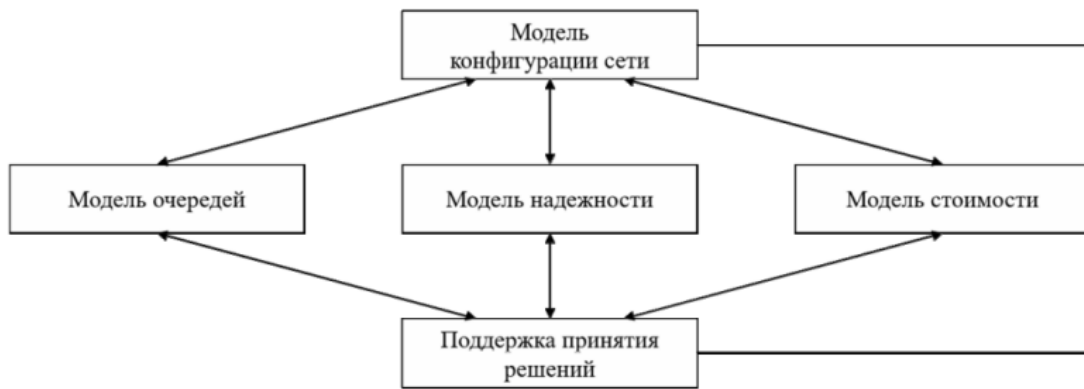 Модель
конфигурации сети
Модель очередей
Модель надежности
Модель стоимости
Поддержка принятия
решений